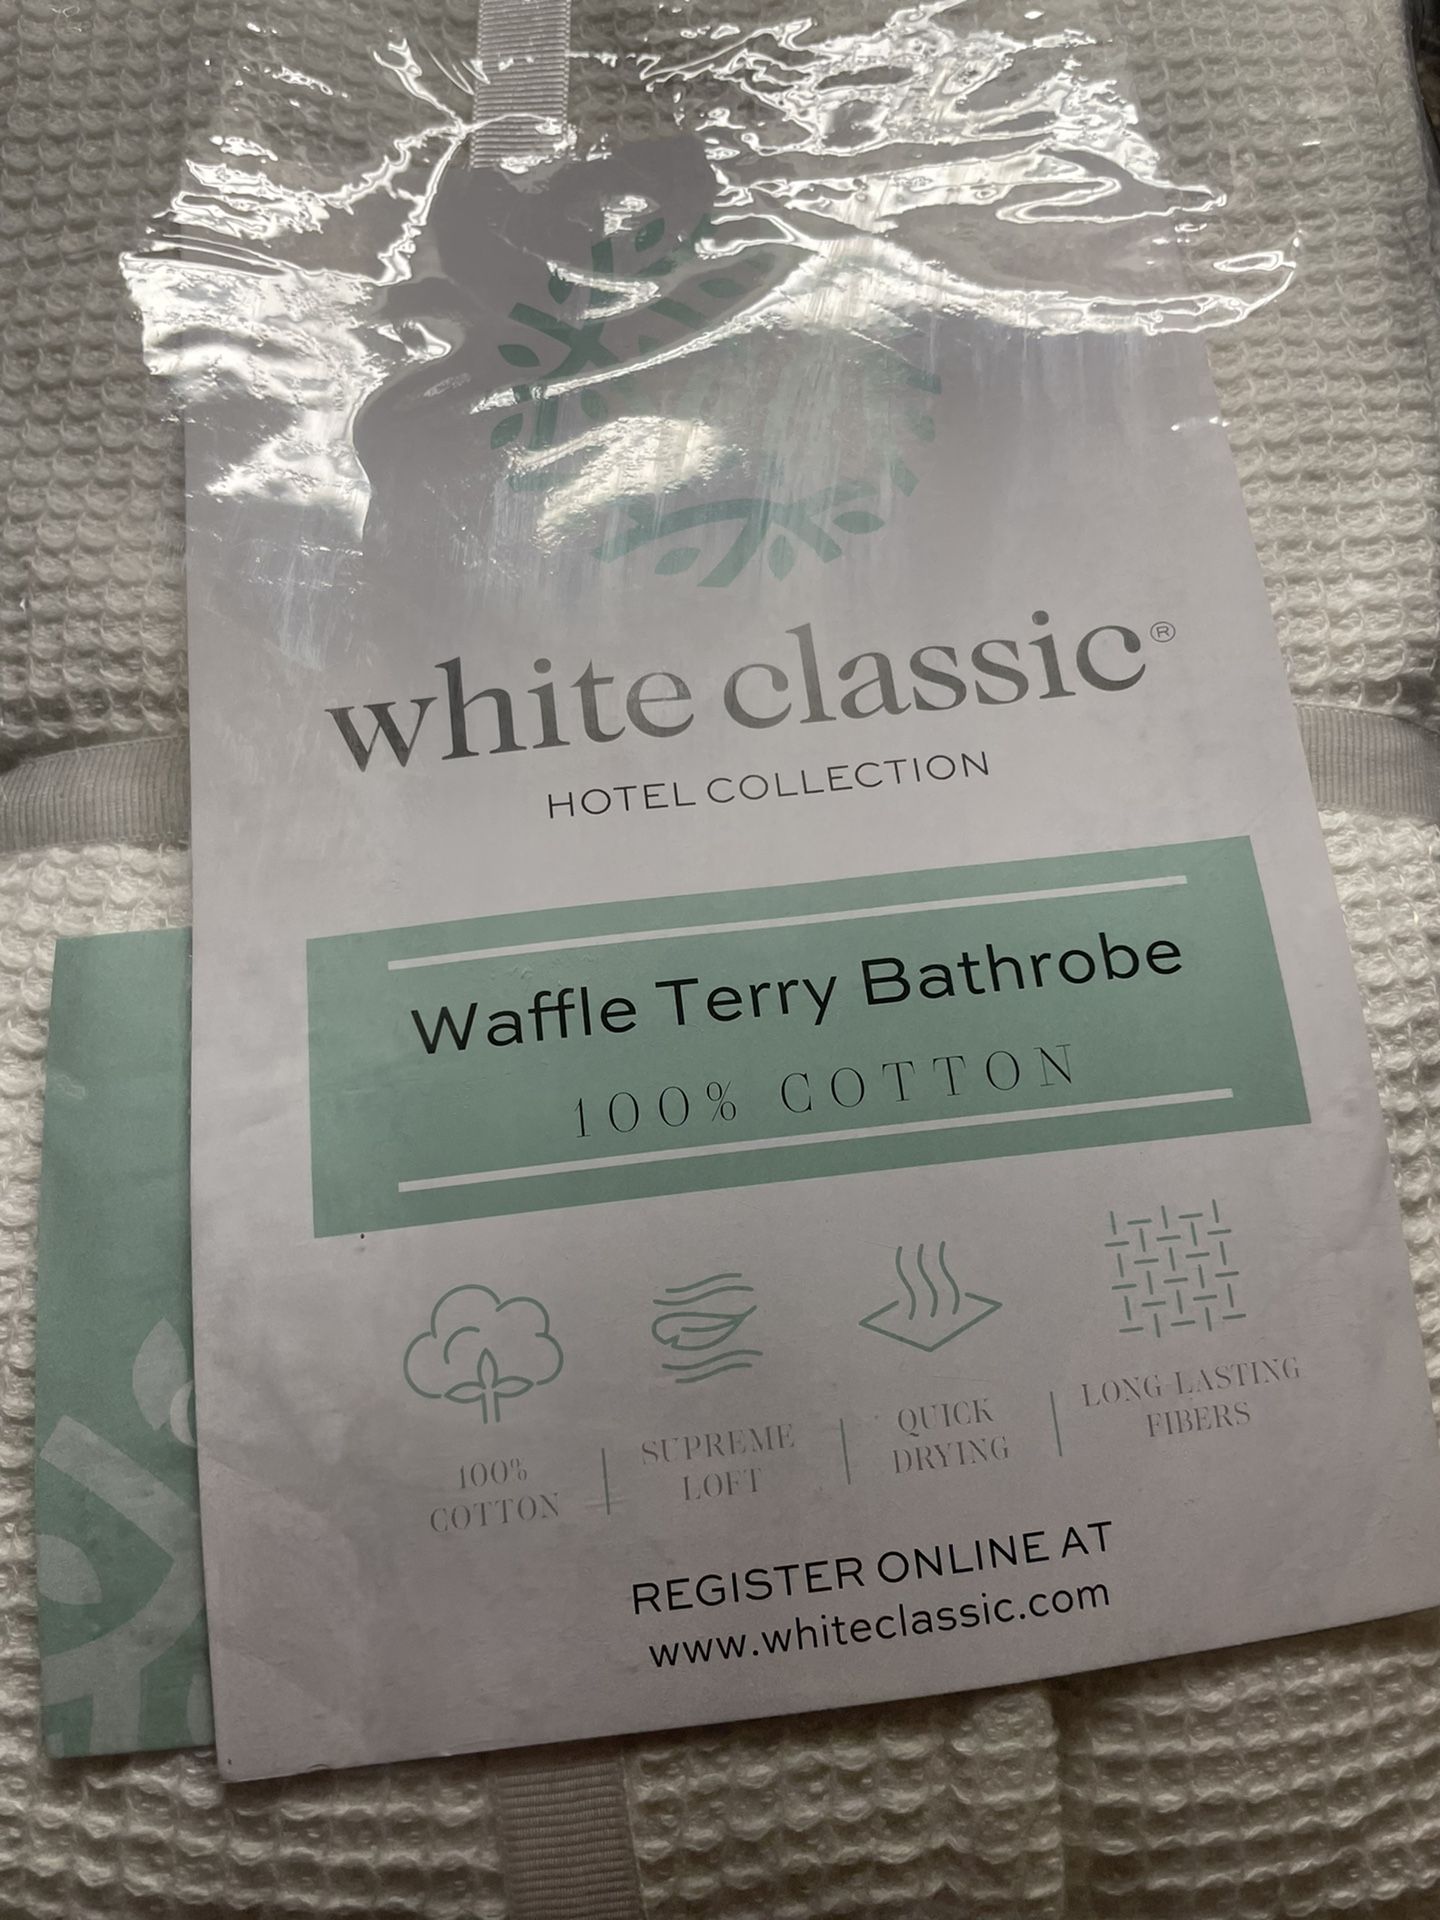 white classic®
HOTEL COLLECTION
Waffle Terry Bathrobe
100% COTTON
100%
COTTON
SUPREME
LOFT
QUICK
DRYING
LONG LASTING
FIBERS
REGISTER ONLINE AT
www.whiteclassic.com